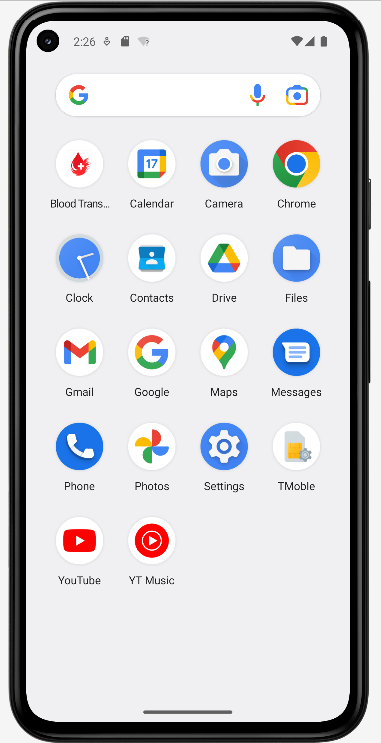 2:26
Blood Trans...
17
Calendar
Camera
Chrome
Clock
Contacts
Drive
Files
Gmail
Google
Maps
Messages
Phone
Photos
Settings
TMoble
YouTube
YT Music